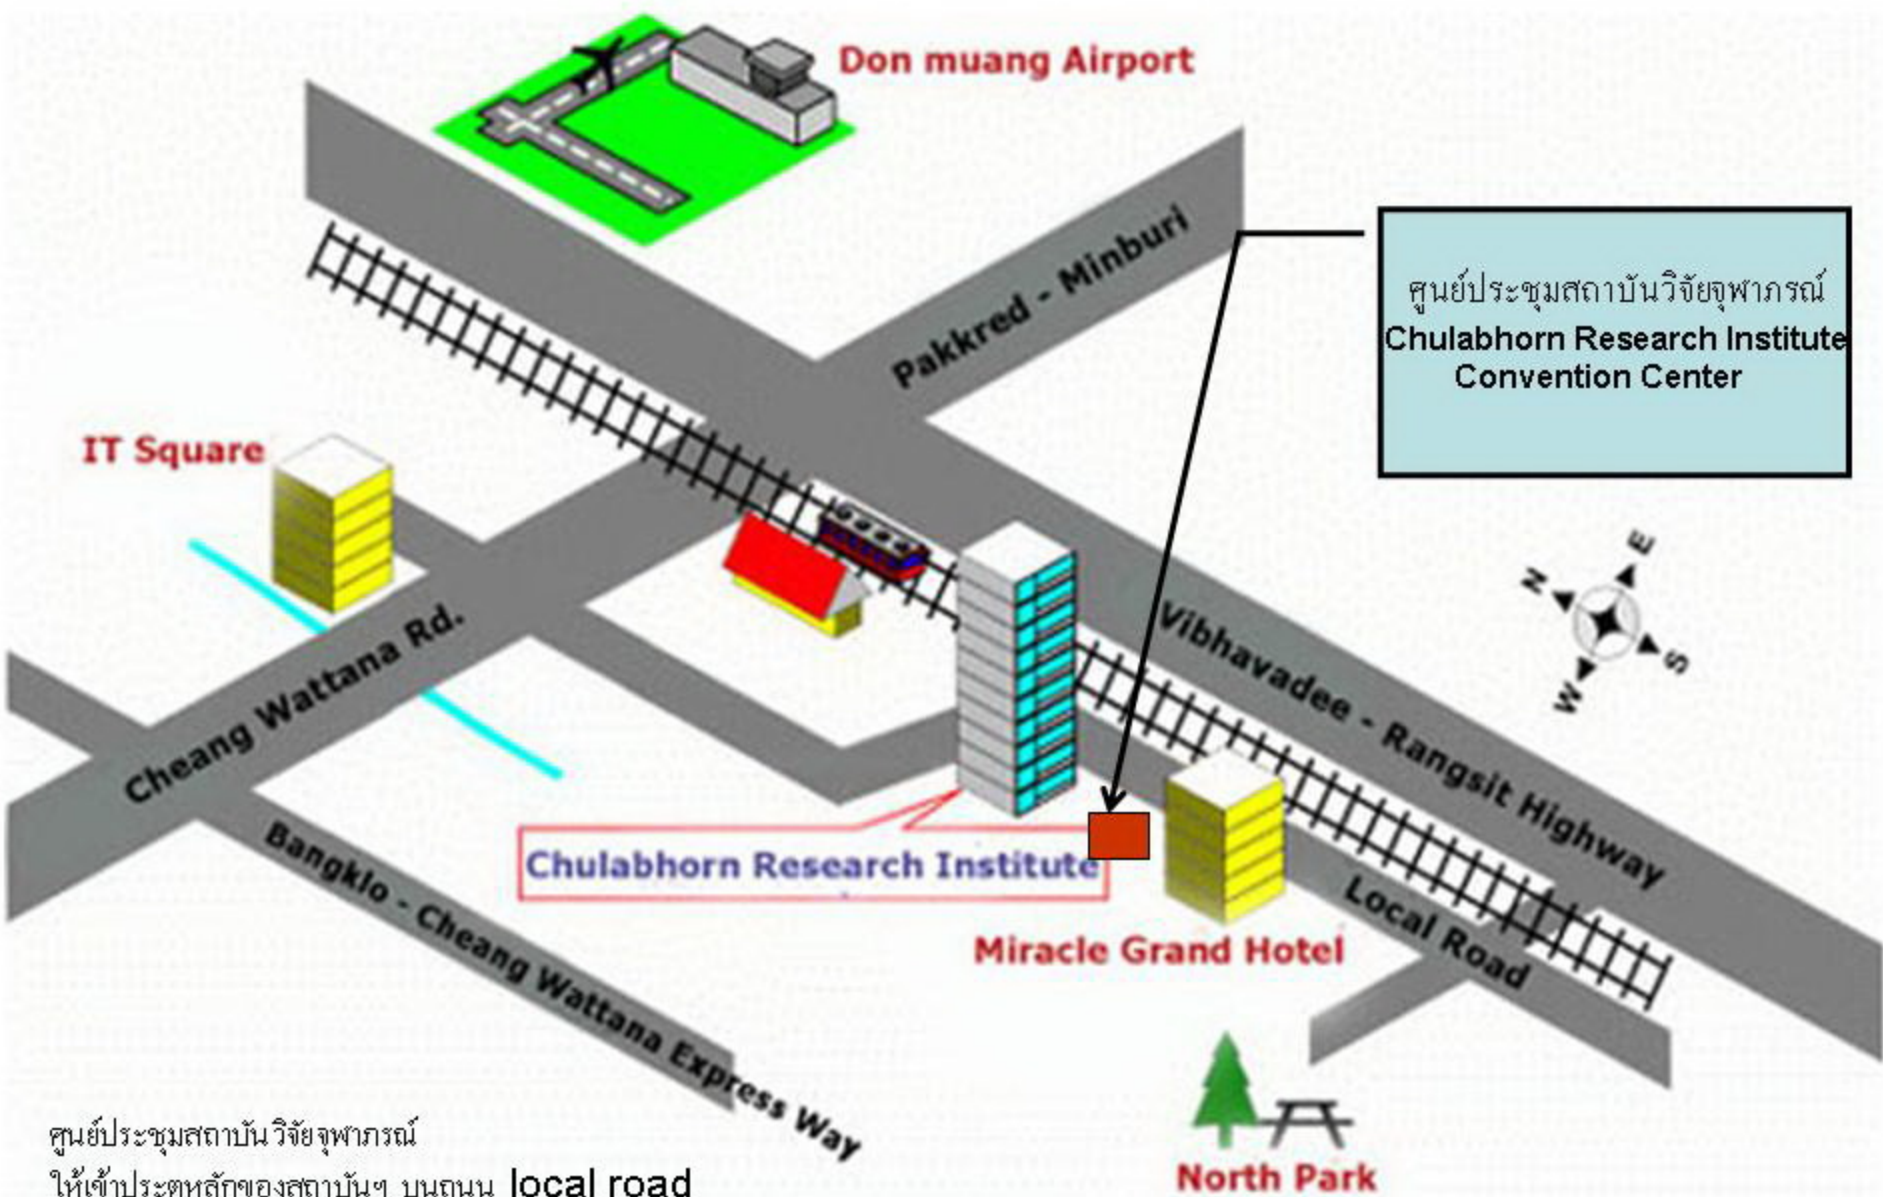 Don muang Airport
Pakkred - Minburi
ศูนย์ประชุมสถาบันวิจัยจุฬาภรณ์
Chulabhorn Research Institute
Convention Center
IT Square
N
E
S
W
Cheang Wattana Rd.
Vibhavadee - Rangsit Highway
Chulabhorn Research Institute
Bangklo - Cheang Wattana Express Way
Local Road
Miracle Grand Hotel
North Park
ศูนย์ประชุมสถาบันวิจัยจุฬาภรณ์
ให้เข้าประตูหลักของสถาบันฯ บนถนน local road